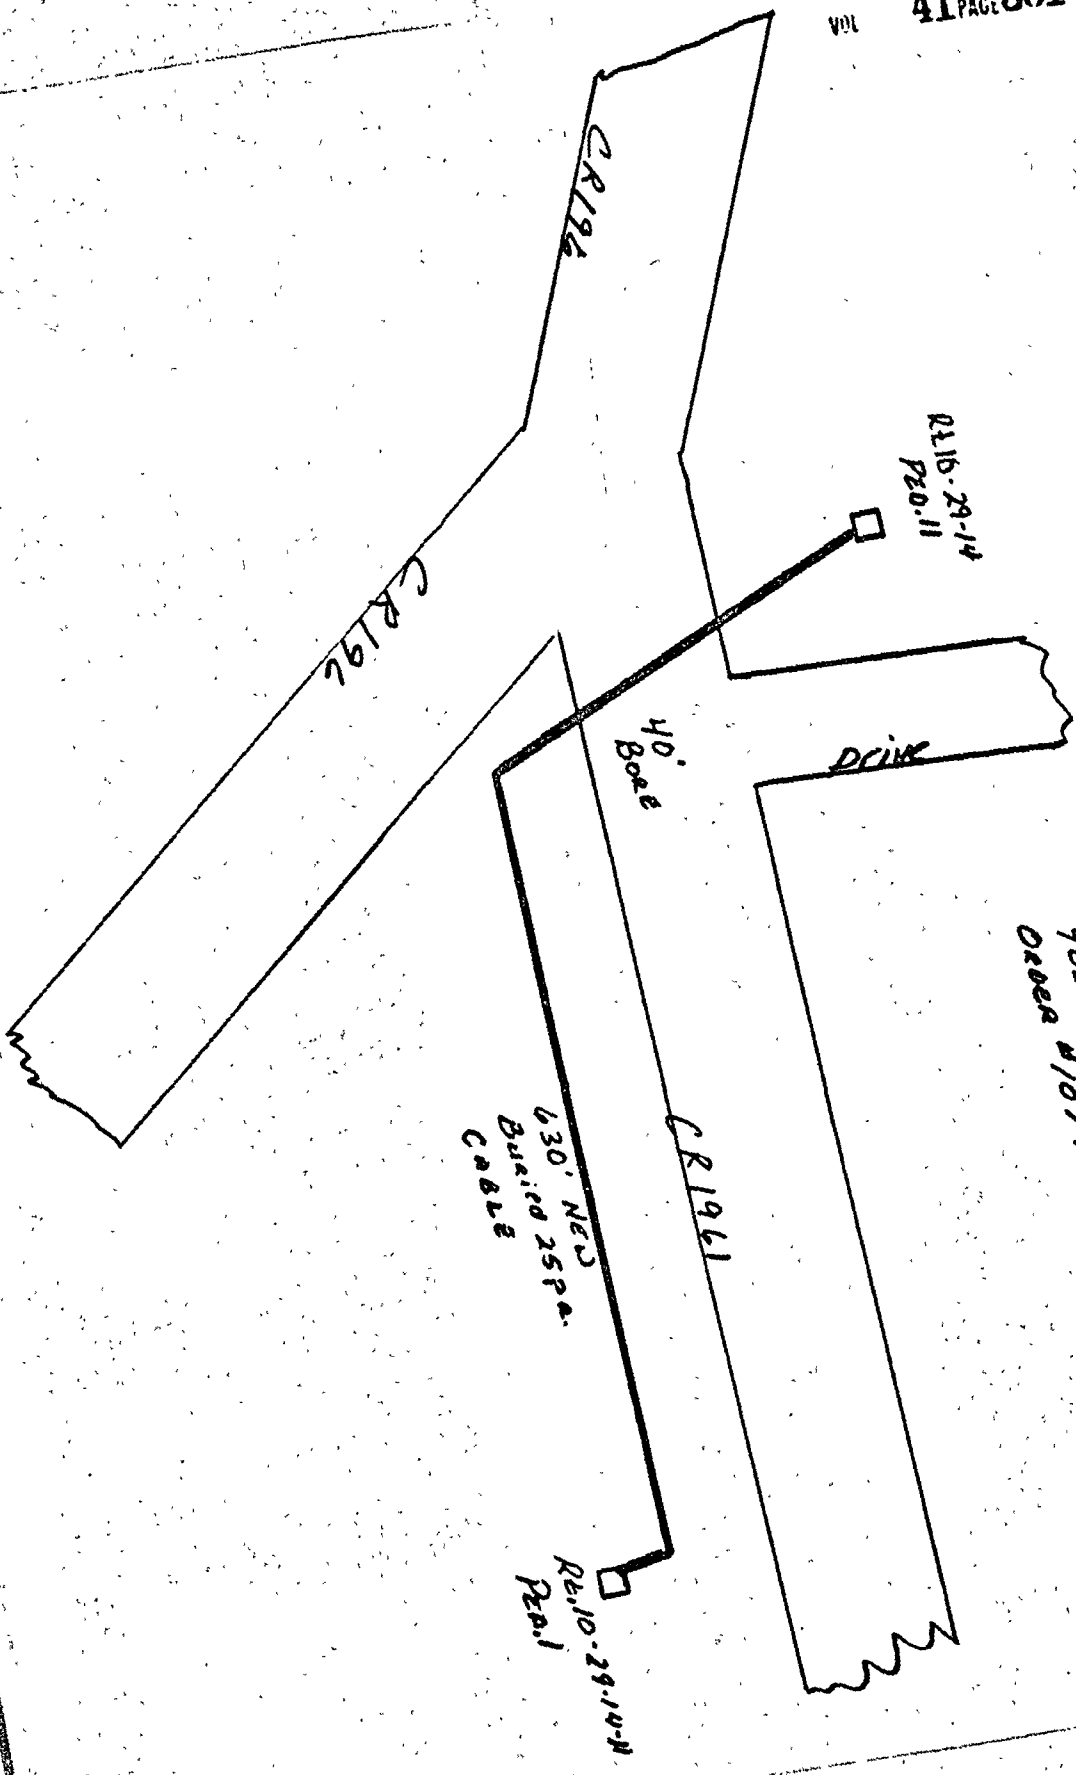 VOL 41 PAGE
CR196
Rt.16-29-14
PED.11
CR196
40'
BORE
Drive
ORDER #107
CR1961
630' NEW
Buried 25PR.
CABLE
Rt.10-29-14-H
PED.1